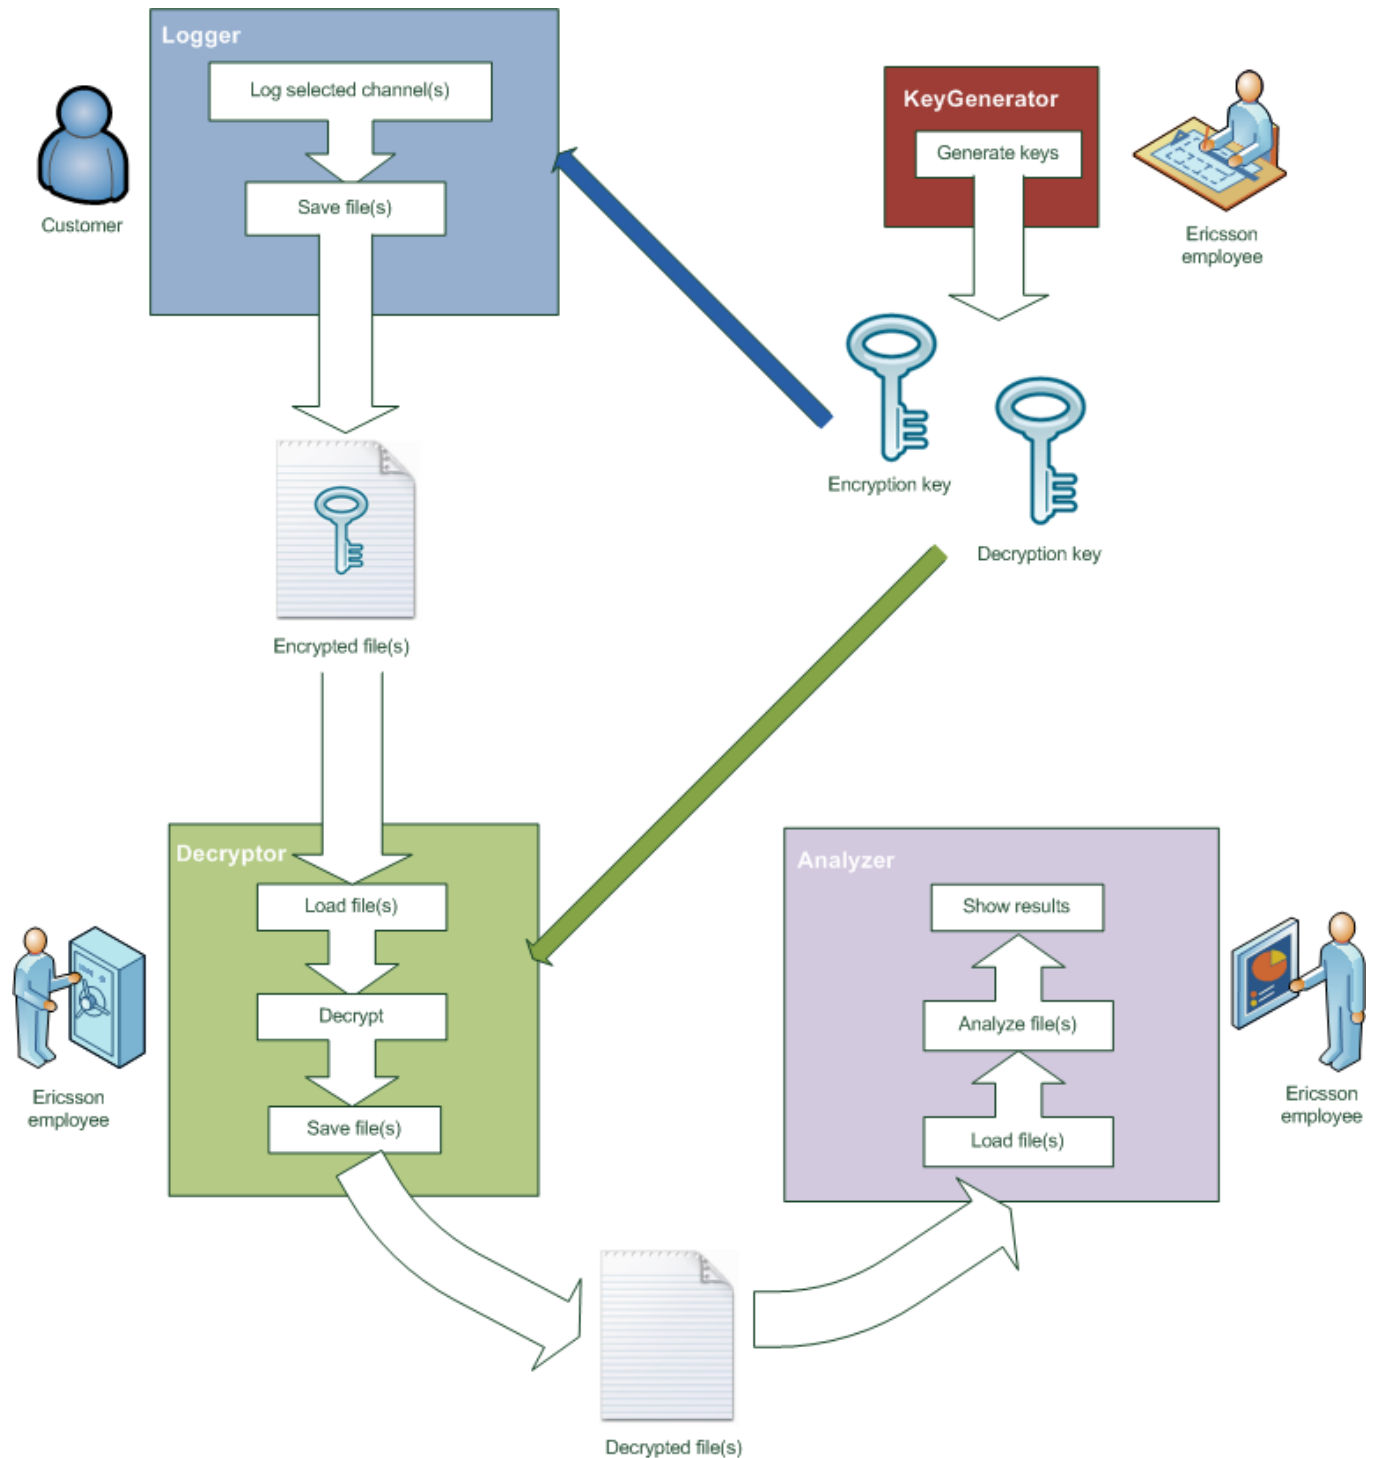 Logger
Log selected channel(s)
Save file(s)
Customer
KeyGenerator
Generate keys
Ericsson
employee
Encryption key
Decryption key
Encrypted file(s)
Decryptor
Load file(s)
Decrypt
Save file(s)
Ericsson
employee
Analyzer
Show results
Analyze file(s)
Load file(s)
Ericsson
employee
Decrypted file(s)